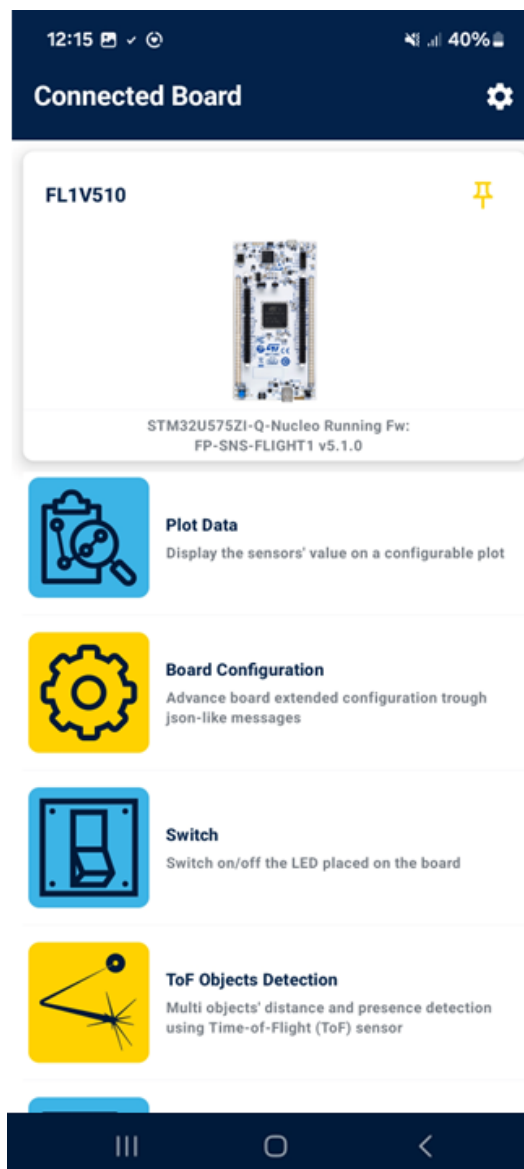 12:15
40%
Connected Board
FL1V510
STM32U575ZI-Q-Nucleo Running Fw:
FP-SNS-FLIGHT1 v5.1.0
Plot Data
Display the sensors' value on a configurable plot
Board Configuration
Advance board extended configuration trough
json-like messages
Switch
Switch on/off the LED placed on the board
ToF Objects Detection
Multi objects' distance and presence detection
using Time-of-Flight (ToF) sensor